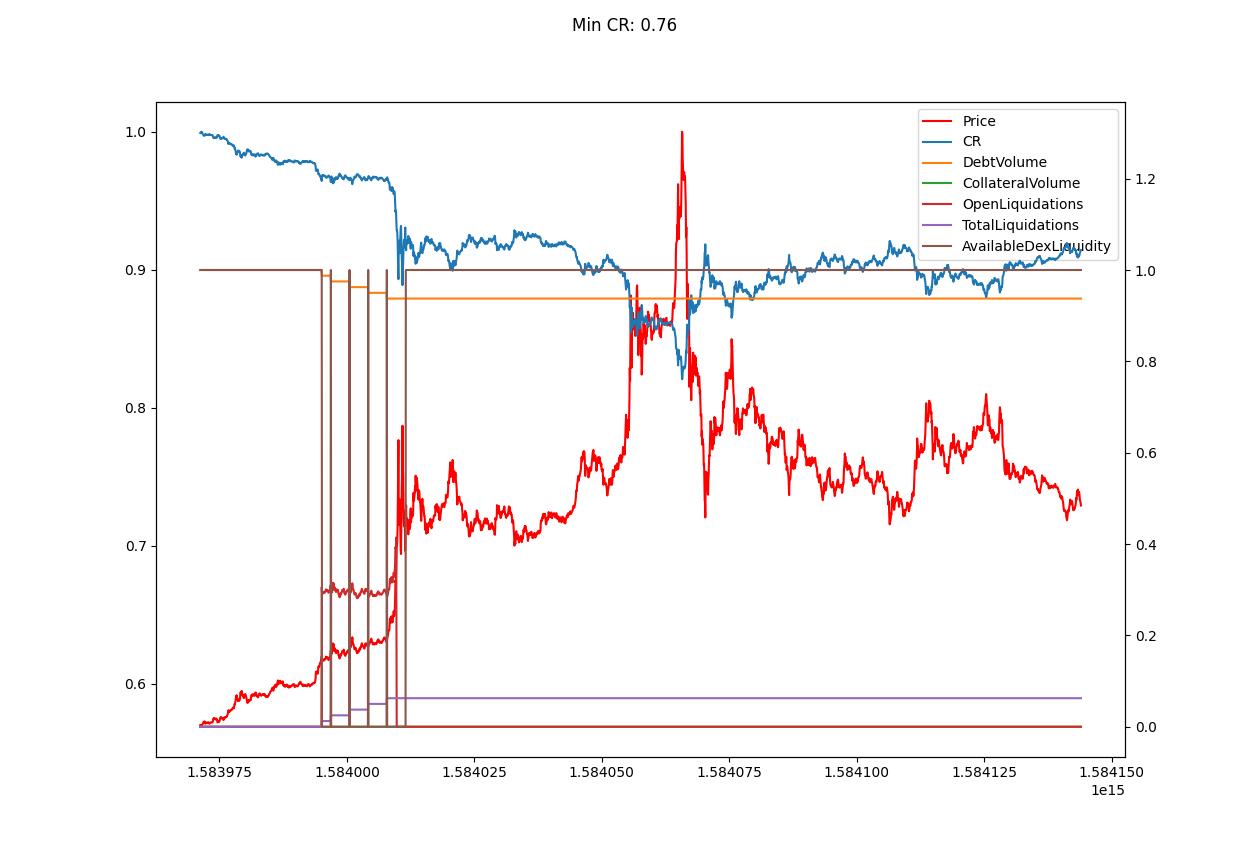 Min CR: 0.76
1.0
0.9
0.8
0.7
0.6
Price
CR
DebtVolume
CollateralVolume
OpenLiquidations
TotalLiquidations
AvailableDexLiquidity
1.2
1.0
0.8
0.6
0.4
0.2
0.0
1.583975 1.584000 1.584025 1.584050 1.584075 1.584100 1.584125 1.584150
1e15